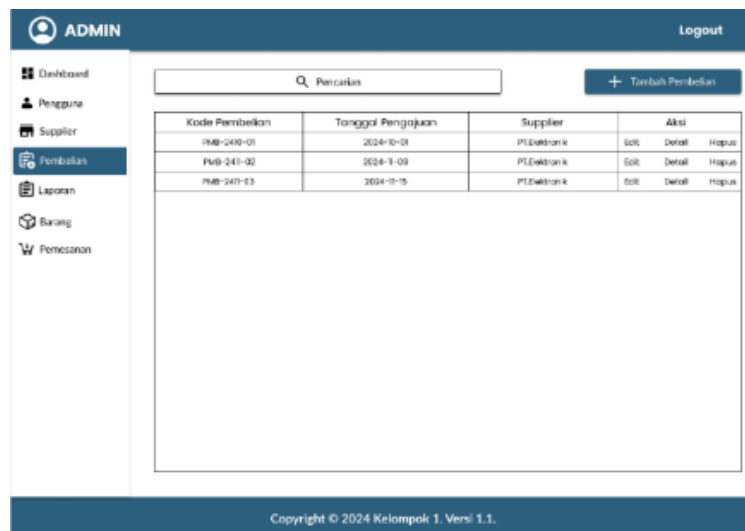 ADMIN
Logout
Dashboard
Pengguna
Supplier
Pembelian
Laporan
Barang
Pemesanan
Pencarian
Tambah Pembelian
Kode Pembelian Tanggal Pengajuan Supplier Aksi
PMB-2410-01 2024-10-01 PT.Elektronik Edit Detail Hapus
PMB-2411-02 2024-11-09 PT.Elektronik Edit Detail Hapus
PMB-2411-03 2024-11-15 PT.Elektronik Edit Detail Hapus
Copyright © 2024 Kelompok 1. Versi 1.1.